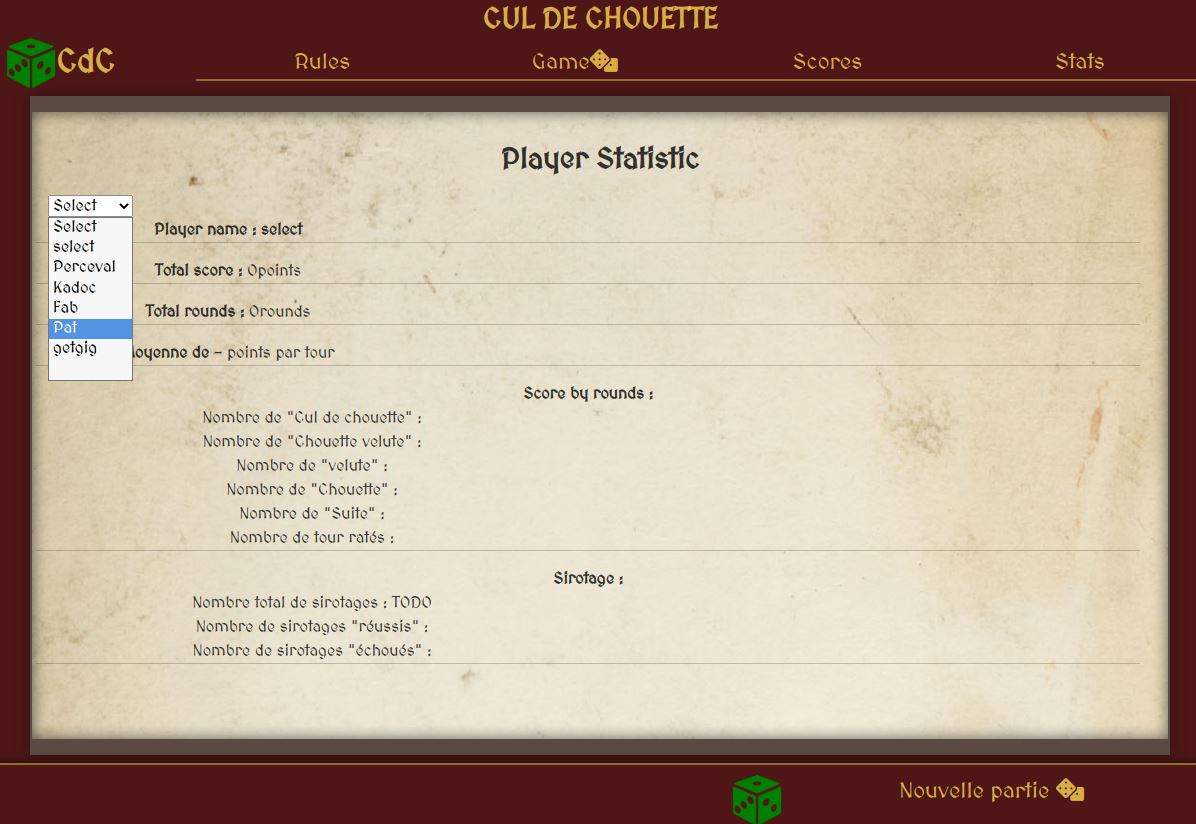 CUL DE CHOUETTE
CdC
Rules
Game
Scores
Stats
Player Statistic
Select
Select
select
Perceval
Kadoc
Fab
Pat
getgig
Player name : select
Total score : 0points
Total rounds : 0rounds
oyenne de - points par tour
Score by rounds :
Nombre de "Cul de chouette" :
Nombre de "Chouette velute" :
Nombre de "velute" :
Nombre de "Chouette" :
Nombre de "Suite" :
Nombre de tour ratés :
Sirotage :
Nombre total de sirotages : TODO
Nombre de sirotages "réussis" :
Nombre de sirotages "échoués" :
Nouvelle partie